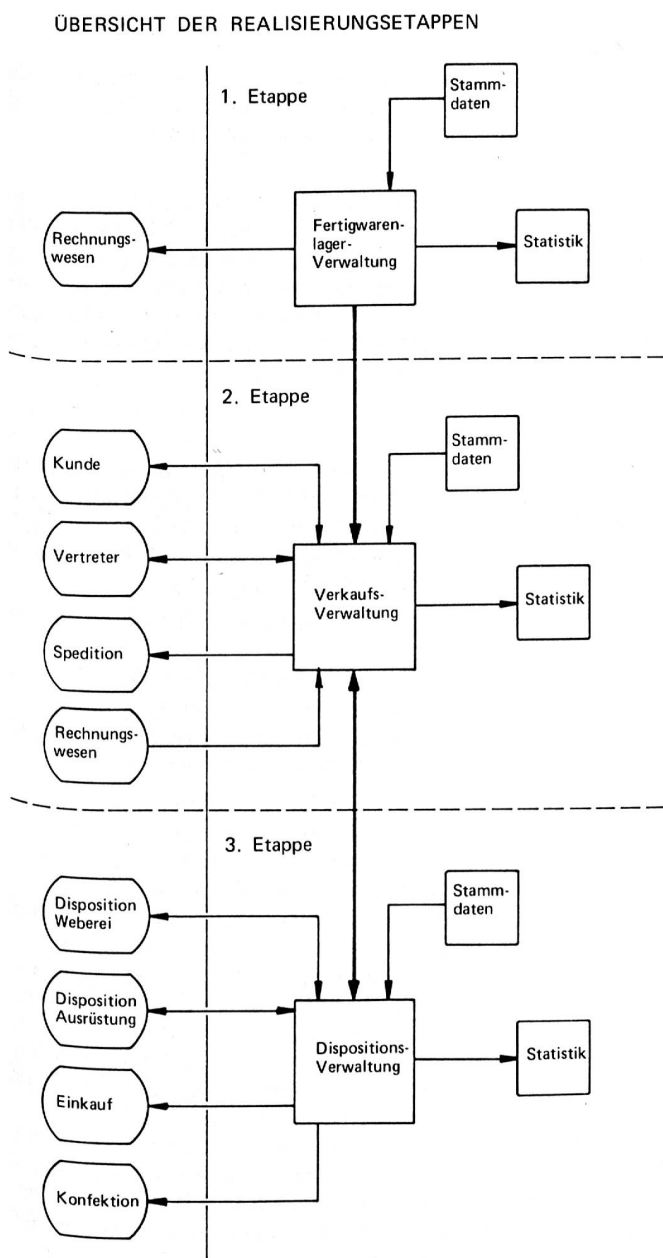 ÜBERSICHT DER REALISIERUNGSETAPPEN
1. Etappe
Stamm-
daten
Rechnungs-
wesen
Fertigwaren-
lager-
Verwaltung
Statistik
2. Etappe
Kunde
Stamm-
daten
Vertreter
Verkaufs-
Verwaltung
Statistik
Spedition
Rechnungs-
wesen
3. Etappe
Disposition
Weberei
Stamm-
daten
Disposition
Ausrüstung
Dispositions-
Verwaltung
Statistik
Einkauf
Konfektion